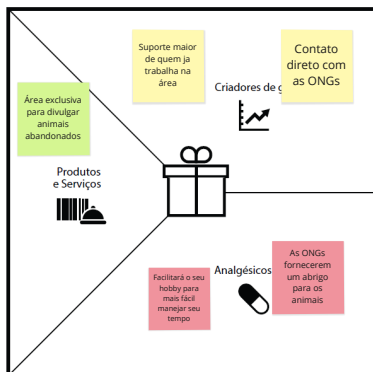 Suporte maior
de quem ja
trabalha na
área
Contato
direto com
as ONGs
Criadores de g
Área exclusiva
para divulgar
animais
abandonados
Produtos
e Serviços
Facilitará o seu
hobby para
mais fácil
manejar seu
tempo
Analgésicos
As ONGs
fornecerem
um abrigo
para os
animais